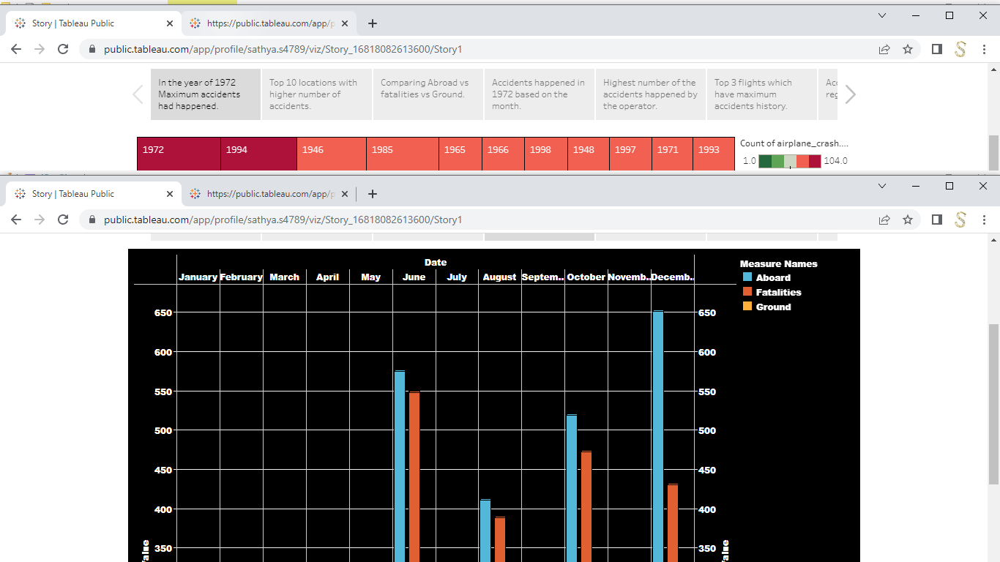 Story | Tableau Public
https://public.tableau.com/app/p
public.tableau.com/app/profile/sathya.s4789/viz/Story_16818082613600/Story1
In the year of 1972
Maximum accidents
had happened.
Top 10 locations with
higher number of
accidents.
Comparing Abroad vs
fatalities vs Ground.
Accidents happened in
1972 based on the
month.
Highest number of the
accidents happened by
the operator.
Top 3 flights which
have maximum
accidents history.
Acc
reg
1972 1994 1946 1985 1965 1966 1998 1948 1997 1971 1993
Count of airplane_crash....
1.0 104.0
Story | Tableau Public
https://public.tableau.com/app/p
public.tableau.com/app/profile/sathya.s4789/viz/Story_16818082613600/Story1
Date
January February March April May June July August Septem.. October Novemb.. Decemb..
650 650
600 600
550 550
500 500
450 450
400 400
350 350
Measure Names
Aboard
Fatalities
Ground